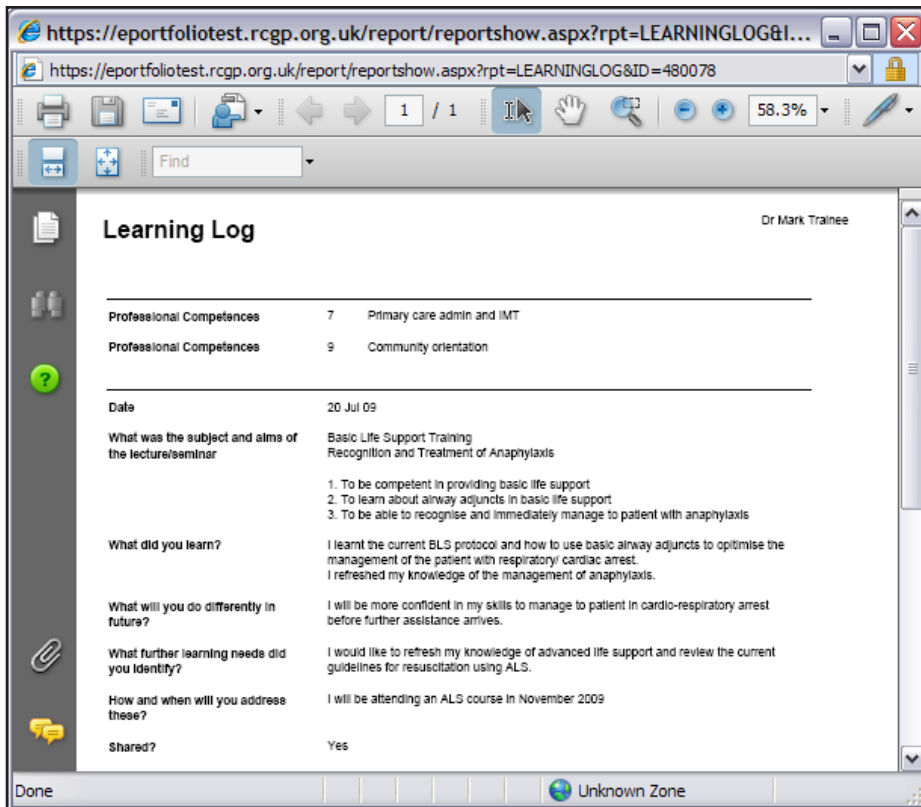 https://eportfoliotest.rcgp.org.uk/report/reportshow.aspx?rpt=LEARNINGLOG&I...
https://eportfoliotest.rcgp.org.uk/report/reportshow.aspx?rpt=LEARNINGLOG&ID=480078
1 / 1 58.3%
Find
Learning Log
Dr Mark Trainee
Professional Competences 7 Primary care admin and IMT
Professional Competences 9 Community orientation
Date 20 Jul 09
What was the subject and aims of
the lecture/seminar
Basic Life Support Training
Recognition and Treatment of Anaphylaxis
1. To be competent in providing basic life support
2. To learn about airway adjuncts in basic life support
3. To be able to recognise and immediately manage to patient with anaphylaxis
What did you learn?
I learnt the current BLS protocol and how to use basic airway adjuncts to opitimise the
management of the patient with respiratory/ cardiac arrest.
I refreshed my knowledge of the management of anaphylaxis.
What will you do differently in
future?
I will be more confident in my skills to manage to patient in cardio-respiratory arrest
before further assistance arrives.
What further learning needs did
you identify?
I would like to refresh my knowledge of advanced life support and review the current
guidelines for resuscitation using ALS.
How and when will you address
these?
I will be attending an ALS course in November 2009
Shared? Yes
Done Unknown Zone